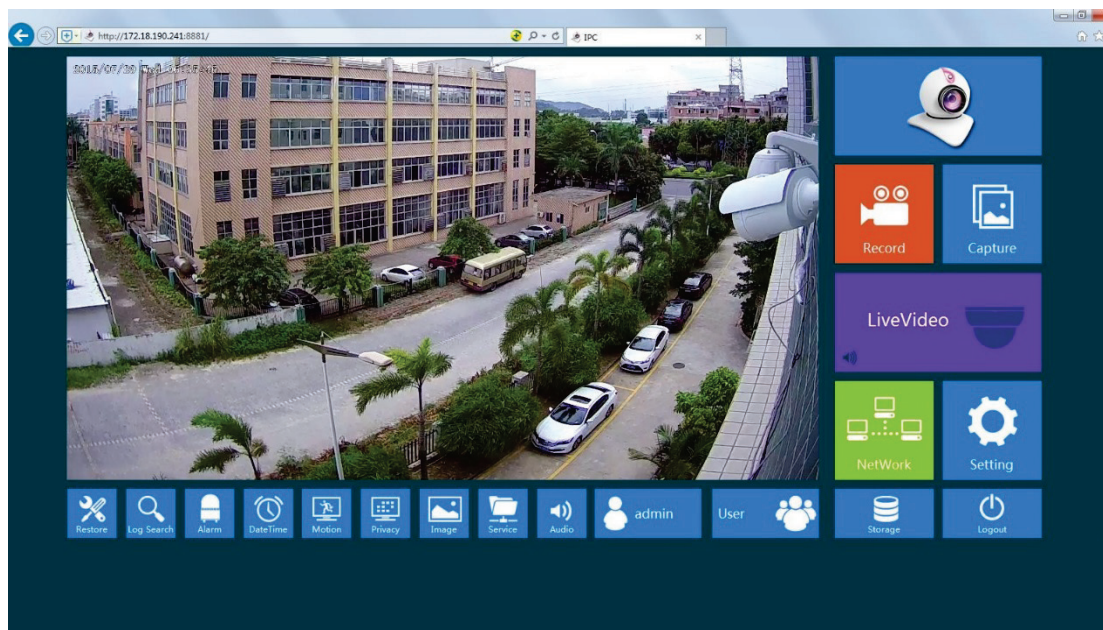 http://172.18.190.241:8881/
IPC
Record
Capture
LiveVideo
NetWork
Setting
Restore
Log Search
Alarm
DateTime
Motion
Privacy
Image
Service
Audio
admin
User
Storage
Logout